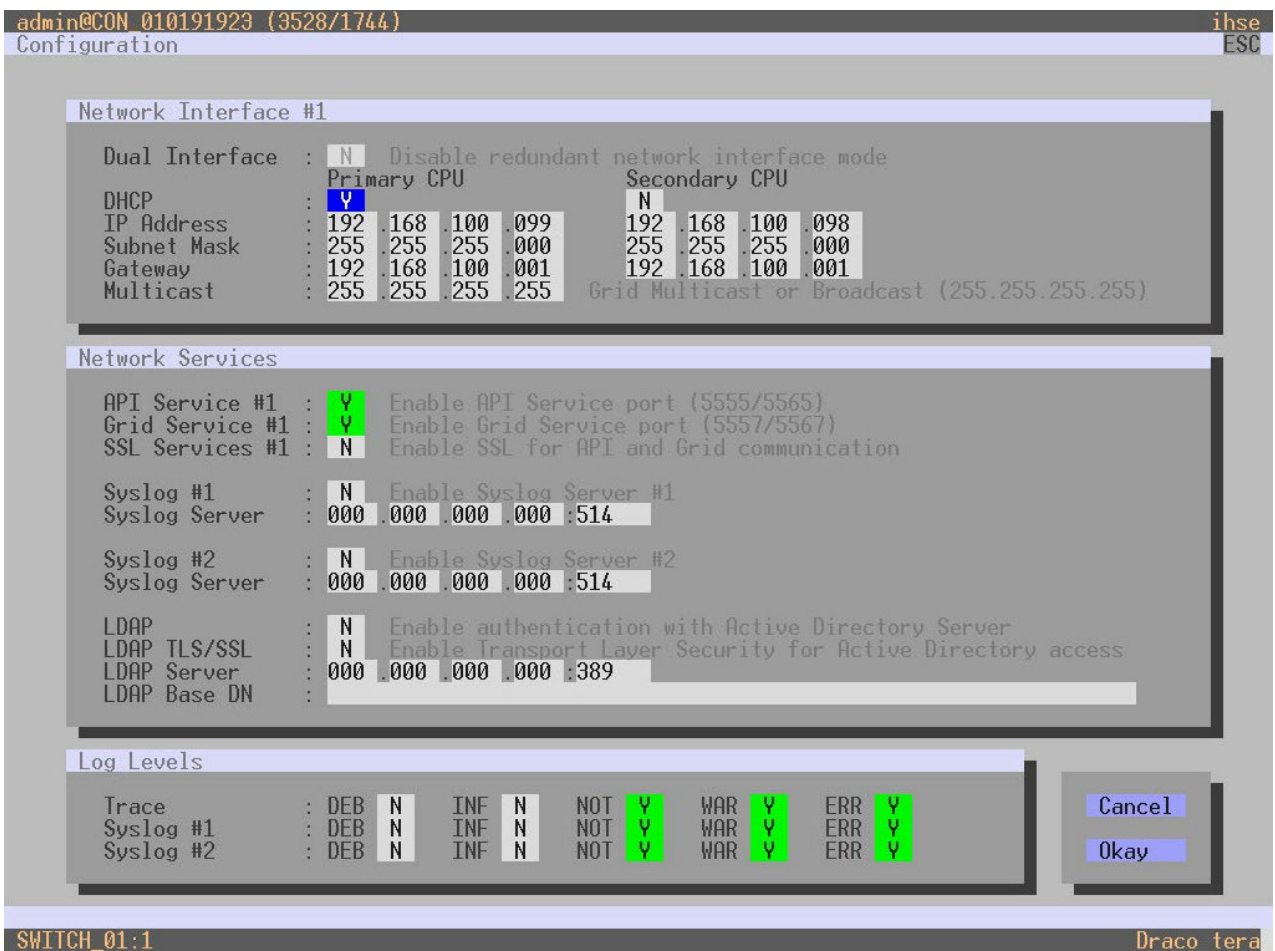 admin@CON_010191923 (3528/1744) ihse
Configuration ESC
Network Interface #1
Dual Interface : N Disable redundant network interface mode
Primary CPU Secondary CPU
DHCP : Y N
IP Address : 192 .168 .100 .099 192 .168 .100 .098
Subnet Mask : 255 .255 .255 .000 255 .255 .255 .000
Gateway : 192 .168 .100 .001 192 .168 .100 .001
Multicast : 255 .255 .255 .255 Grid Multicast or Broadcast (255.255.255.255)
Network Services
API Service #1 : Y Enable API Service port (5555/5565)
Grid Service #1 : Y Enable Grid Service port (5557/5567)
SSL Services #1 : N Enable SSL for API and Grid communication
Syslog #1 : N Enable Syslog Server #1
Syslog Server : 000 .000 .000 .000 :514
Syslog #2 : N Enable Syslog Server #2
Syslog Server : 000 .000 .000 .000 :514
LDAP : N Enable authentication with Active Directory Server
LDAP TLS/SSL : N Enable Transport Layer Security for Active Directory access
LDAP Server : 000 .000 .000 .000 :389
LDAP Base DN :
Log Levels
Trace : DEB N INF N NOT Y WAR Y ERR Y
Syslog #1 : DEB N INF N NOT Y WAR Y ERR Y
Syslog #2 : DEB N INF N NOT Y WAR Y ERR Y
Cancel
Okay
SWITCH_01:1 Draco tera